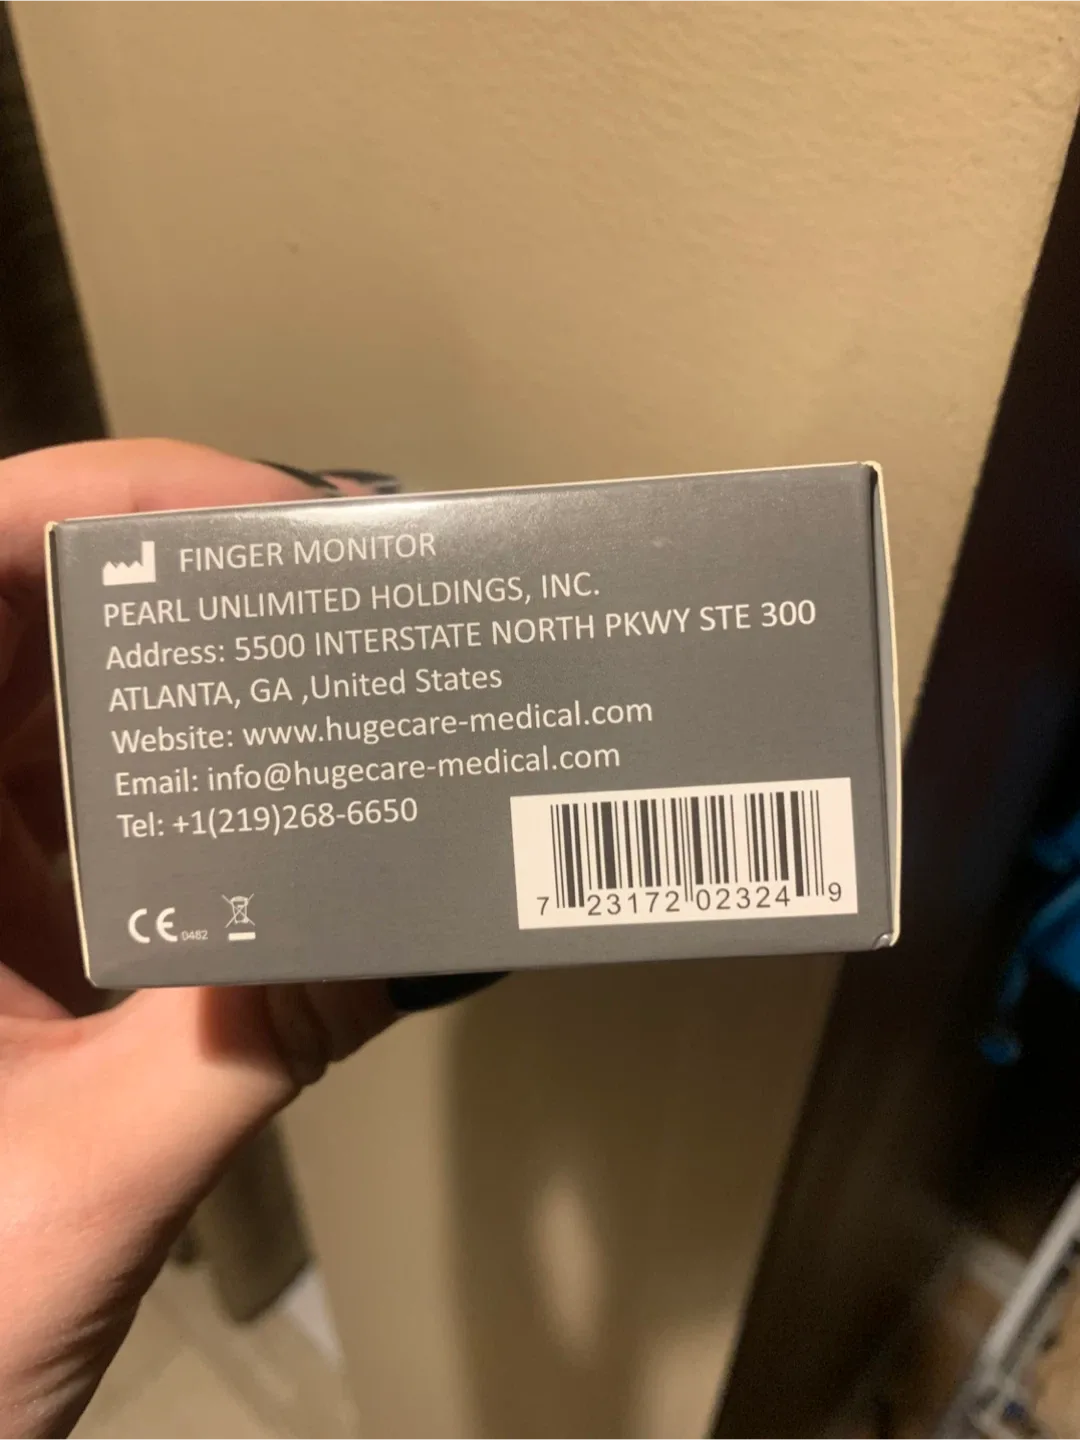 FINGER MONITOR
PEARL UNLIMITED HOLDINGS, INC.
Address: 5500 INTERSTATE NORTH PKWY STE 300
ATLANTA, GA ,United States
Website: www.hugecare-medical.com
Email: info@hugecare-medical.com
Tel: +1(219)268-6650
7 23172 02324 9
CE 0482